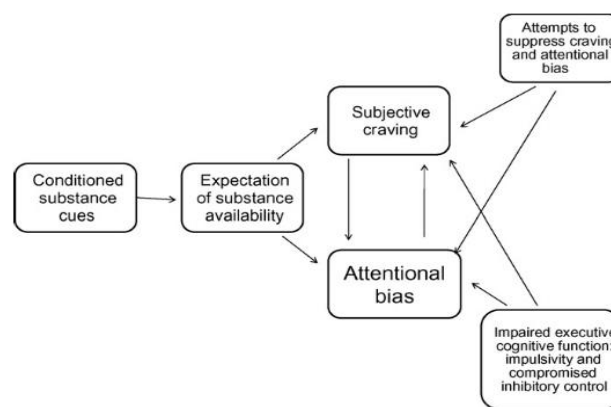 Attempts to
suppress craving
and attentional
bias
Subjective
craving
Conditioned
substance
cues
Expectation
of substance
availability
Attentional
bias
Impaired executive
cognitive function:
impulsivity and
compromised
inhibitory control